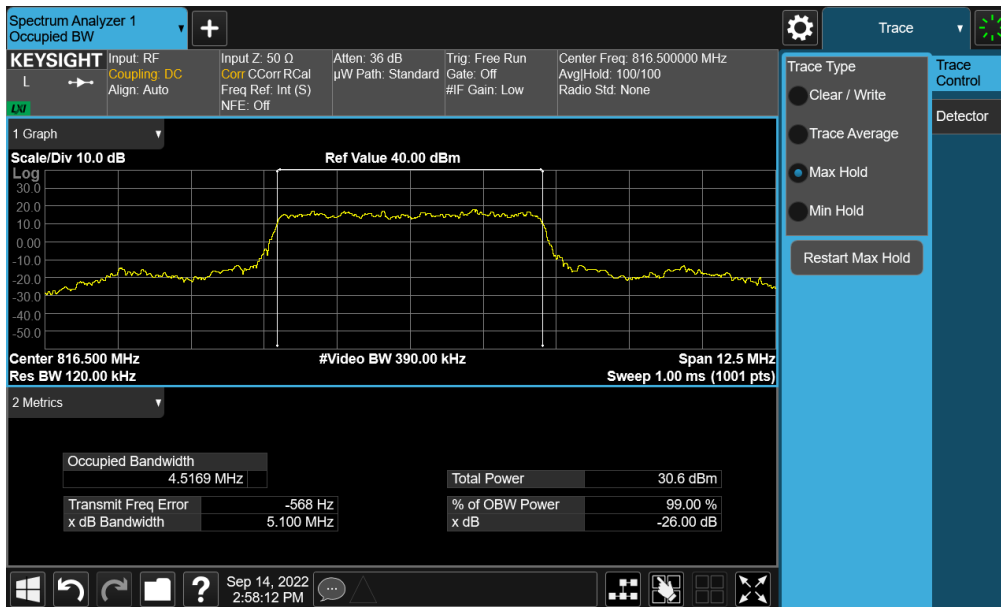 Spectrum Analyzer 1
Occupied BW
+
Trace
KEYSIGHT
L
LXI
Input: RF
Coupling: DC
Align: Auto
Input Z: 50 Ω
Corr CCorr RCal
Freq Ref: Int (S)
NFE: Off
Atten: 36 dB
µW Path: Standard
Trig: Free Run
Gate: Off
#IF Gain: Low
Center Freq: 816.500000 MHz
Avg|Hold: 100/100
Radio Std: None
Trace Type
Clear / Write
Trace Average
Max Hold
Min Hold
Restart Max Hold
Trace
Control
Detector
1 Graph
Scale/Div 10.0 dB
Ref Value 40.00 dBm
Log
30.0
20.0
10.0
0.00
-10.0
-20.0
-30.0
-40.0
-50.0
Center 816.500 MHz
#Video BW 390.00 kHz
Span 12.5 MHz
Res BW 120.00 kHz
Sweep 1.00 ms (1001 pts)
2 Metrics
Occupied Bandwidth
4.5169 MHz
Total Power 30.6 dBm
Transmit Freq Error -568 Hz
% of OBW Power 99.00 %
x dB Bandwidth 5.100 MHz
x dB -26.00 dB
?
Sep 14, 2022
2:58:12 PM